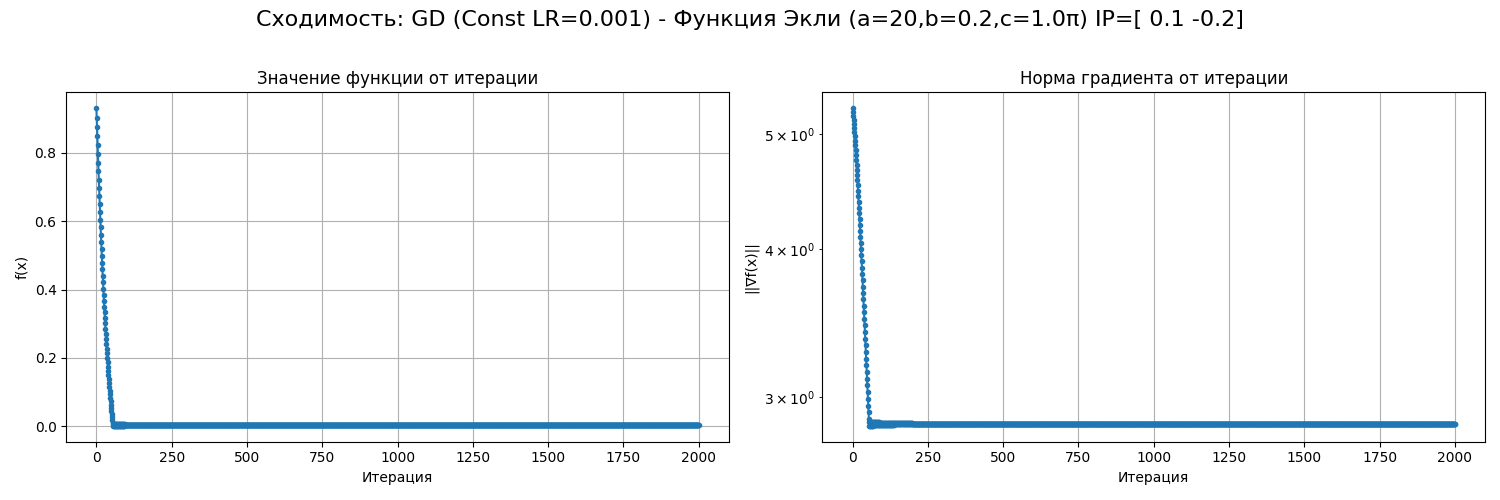 Сходимость: GD (Const LR=0.001) - Функция Экли (a=20,b=0.2,c=1.0π) IP=[ 0.1 -0.2]
Значение функции от итерации
f(x)
0.8
0.6
0.4
0.2
0.0
0 250 500 750 1000 1250 1500 1750 2000
Итерация
Норма градиента от итерации
||∇f(x)||
5 × 10⁰
4 × 10⁰
3 × 10⁰
0 250 500 750 1000 1250 1500 1750 2000
Итерация